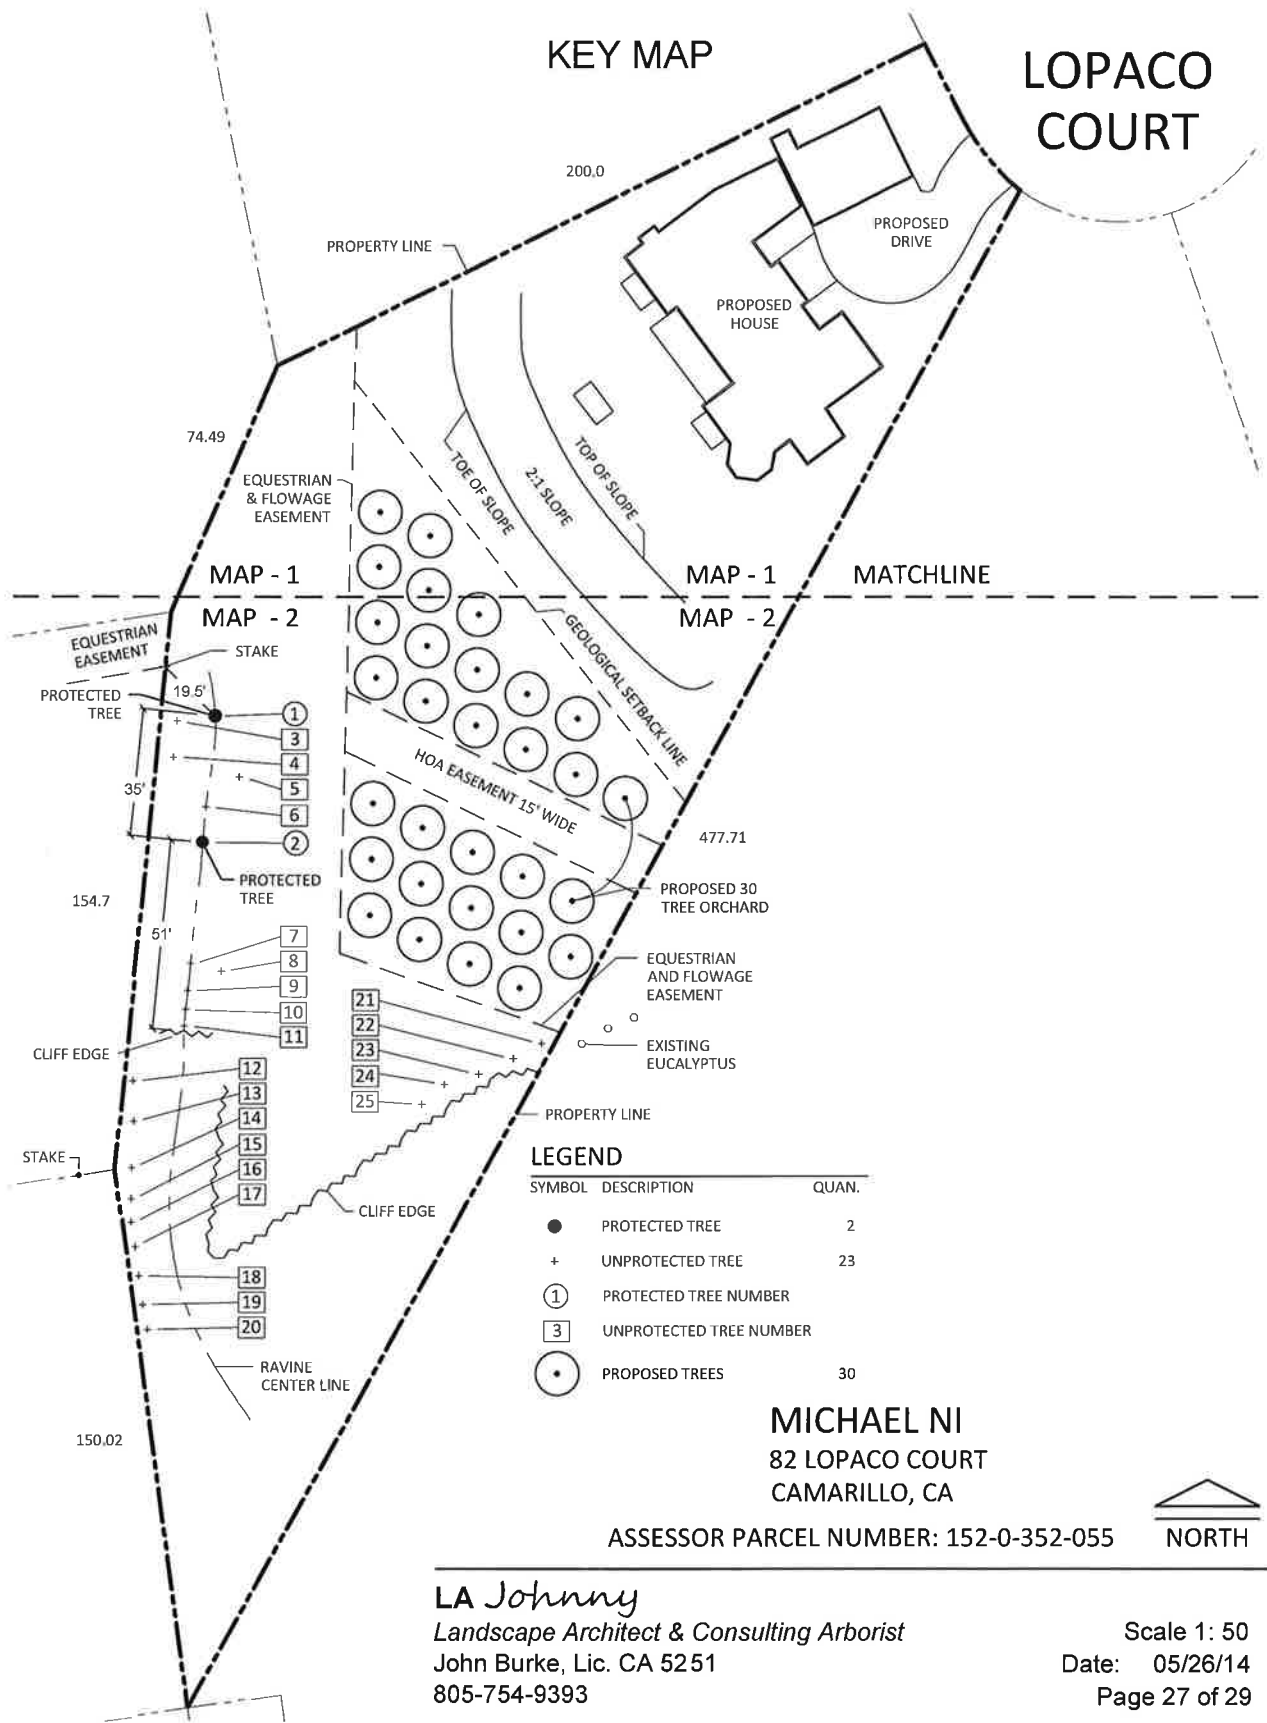 KEY MAP
LOPACO
COURT
200.0
PROPERTY LINE
PROPOSED
DRIVE
PROPOSED
HOUSE
74.49
EQUESTRIAN
& FLOWAGE
EASEMENT
TOE OF SLOPE
2:1 SLOPE
TOP OF SLOPE
MAP - 1
MAP - 1
MATCHLINE
MAP - 2
MAP - 2
EQUESTRIAN
EASEMENT
STAKE
GEOLOGICAL SETBACK LINE
PROTECTED
TREE
19.5'
1
3
4
5
6
2
35'
HOA EASEMENT 15' WIDE
477.71
PROTECTED
TREE
PROPOSED 30
TREE ORCHARD
154.7
51'
7
8
9
10
11
EQUESTRIAN
AND FLOWAGE
EASEMENT
21
22
23
24
25
EXISTING
EUCALYPTUS
CLIFF EDGE
12
13
14
15
16
17
PROPERTY LINE
STAKE
CLIFF EDGE
18
19
20
RAVINE
CENTER LINE
150.02
LEGEND
SYMBOL DESCRIPTION QUAN.
PROTECTED TREE 2
+ UNPROTECTED TREE 23
1 PROTECTED TREE NUMBER
3 UNPROTECTED TREE NUMBER
PROPOSED TREES 30
MICHAEL NI
82 LOPACO COURT
CAMARILLO, CA
ASSESSOR PARCEL NUMBER: 152-0-352-055
NORTH
LA Johnny
Landscape Architect & Consulting Arborist
John Burke, Lic. CA 5251
805-754-9393
Scale 1: 50
Date: 05/26/14
Page 27 of 29